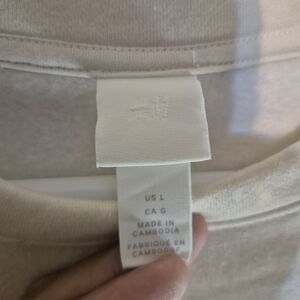 US L
CA G
MADE IN
CAMBODIA
FABRIQUÉ EN
CAMBODGE